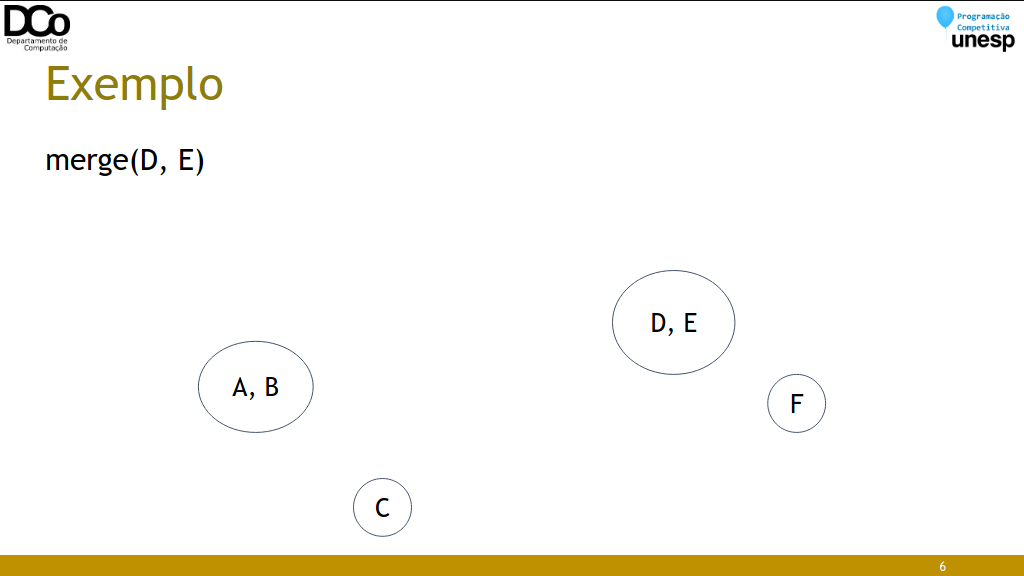 DCo
Departamento de
Computação
Programação
Competitiva
unesp
Exemplo
merge(D, E)
D, E
A, B
F
C
6